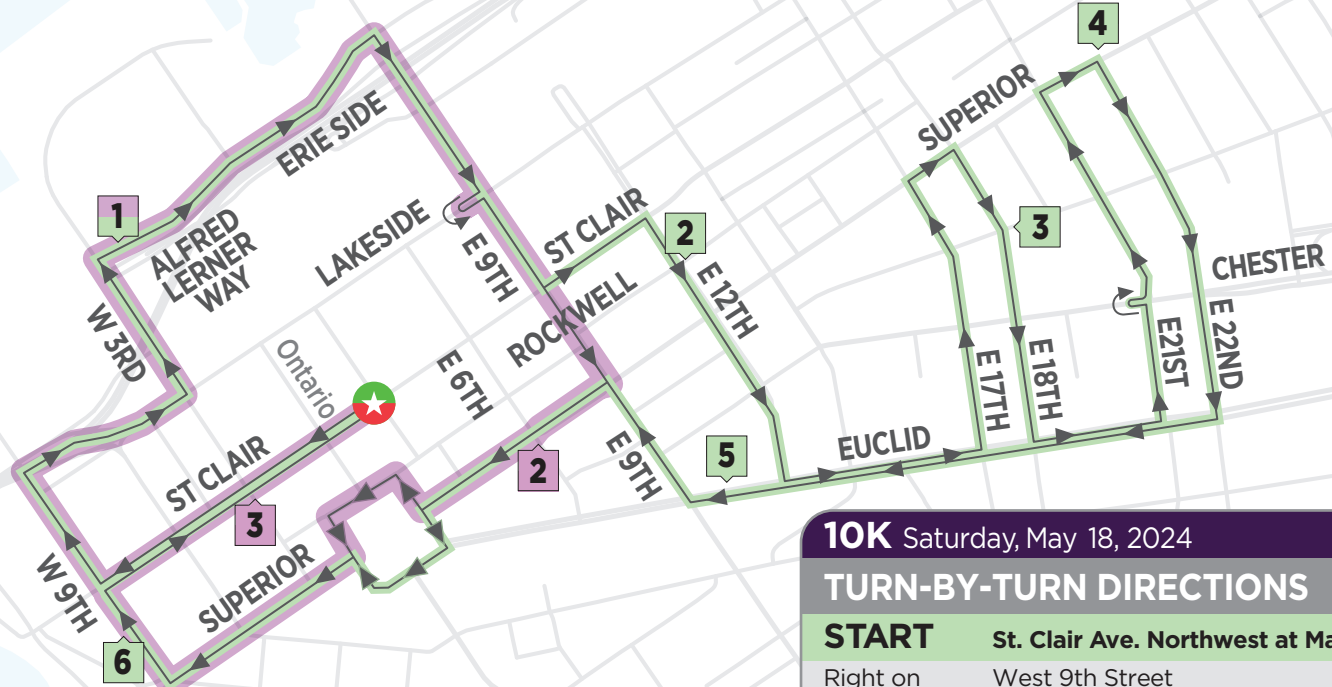 4
SUPERIOR
ERIE SIDE
1
ALFRED
LERNER
WAY
LAKESIDE
ST CLAIR
2
3
E 9TH
ROCKWELL
E 12TH
CHESTER
W 3RD
Ontario
E 6TH
E 17TH
E 18TH
E21ST
E 22ND
ST CLAIR
E 9TH
2
5
EUCLID
3
SUPERIOR
W 9TH
6
10K Saturday, May 18, 2024
TURN-BY-TURN DIRECTIONS
START St. Clair Ave. Northwest at Ma
Right on West 9th Street